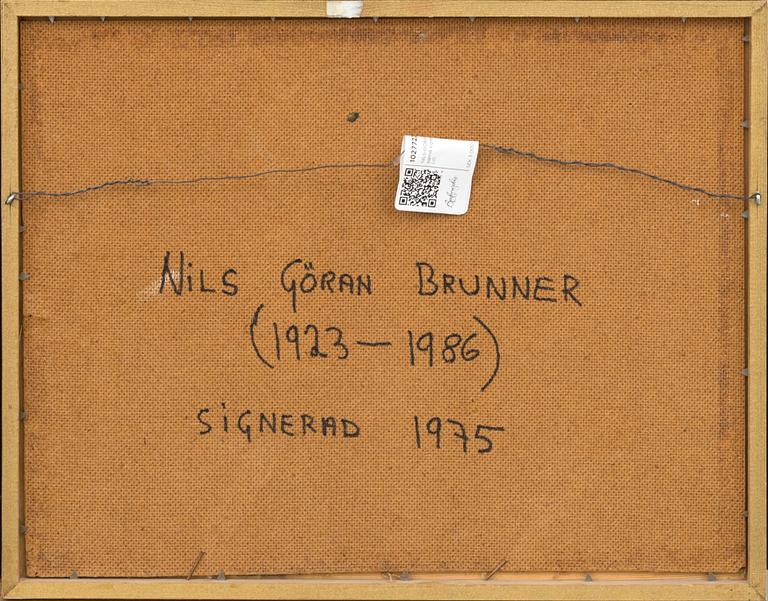 NiLS GÖRAN BRUNNER
(1923 — 1986)
SiGNERAD 1975